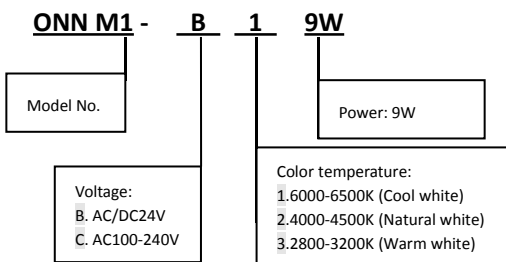 ONN M1 - B 1 9W
Model No.
Power: 9W
Voltage:
B. AC/DC24V
C. AC100-240V
Color temperature:
1.6000-6500K (Cool white)
2.4000-4500K (Natural white)
3.2800-3200K (Warm white)